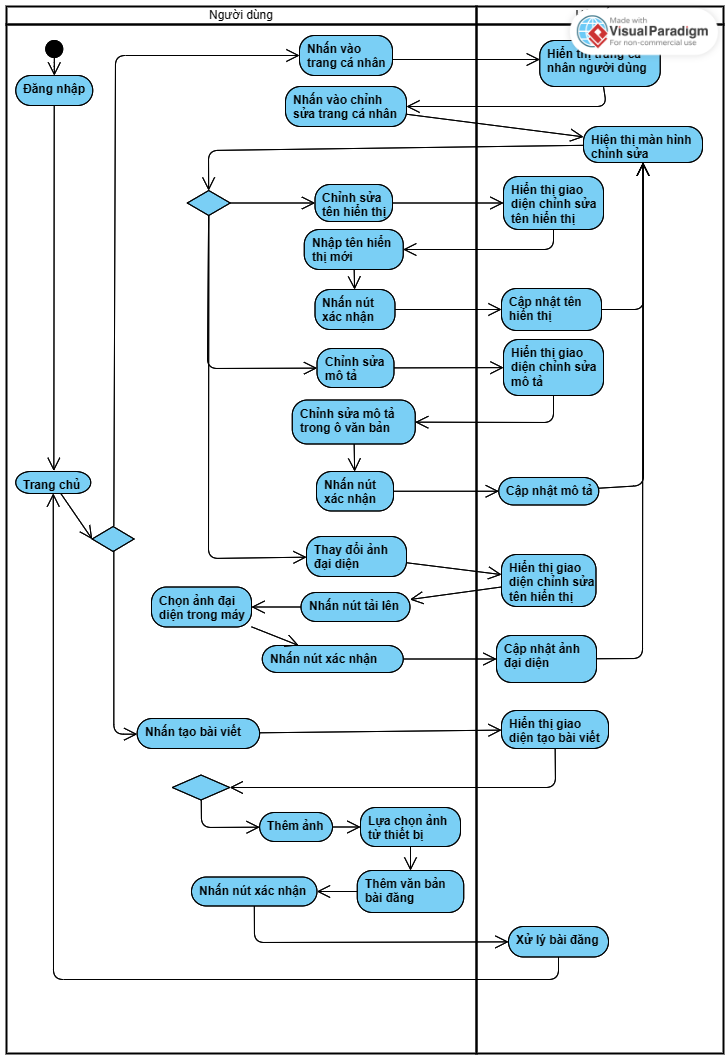 Người dùng
Made with
VisualParadigm
For non-commercial use
Nhấn vào
trang cá nhân
Hiển thị trang cá
nhân người dùng
Đăng nhập
Nhấn vào chỉnh
sửa trang cá nhân
Hiện thị màn hình
chỉnh sửa
Chỉnh sửa
tên hiển thị
Hiển thị giao
diện chỉnh sửa
tên hiển thị
Nhập tên hiển
thị mới
Nhấn nút
xác nhận
Cập nhật tên
hiển thị
Chỉnh sửa
mô tả
Hiển thị giao
diện chỉnh sửa
mô tả
Chỉnh sửa mô tả
trong ô văn bản
Trang chủ
Nhấn nút
xác nhận
Cập nhật mô tả
Thay đổi ảnh
đại diện
Hiển thị giao
diện chỉnh sửa
tên hiển thị
Chọn ảnh đại
diện trong máy
Nhấn nút tải lên
Nhấn nút xác nhận
Cập nhật ảnh
đại diện
Nhấn tạo bài viết
Hiển thị giao
diện tạo bài viết
Thêm ảnh
Lựa chọn ảnh
từ thiết bị
Nhấn nút xác nhận
Thêm văn bản
bài đăng
Xử lý bài đăng